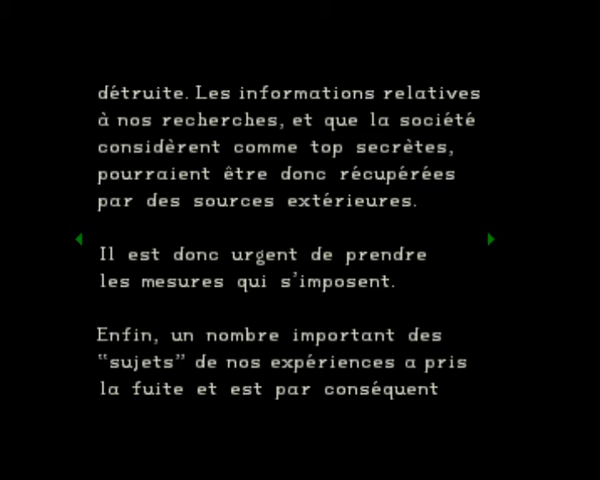 détruite. Les informations relatives
à nos recherches, et que la société
considèrent comme top secrètes,
pourraient être donc récupérées
par des sources extérieures.
Il est donc urgent de prendre
les mesures qui s'imposent.
Enfin, un nombre important des
"sujets" de nos expériences a pris
la fuite et est par conséquent